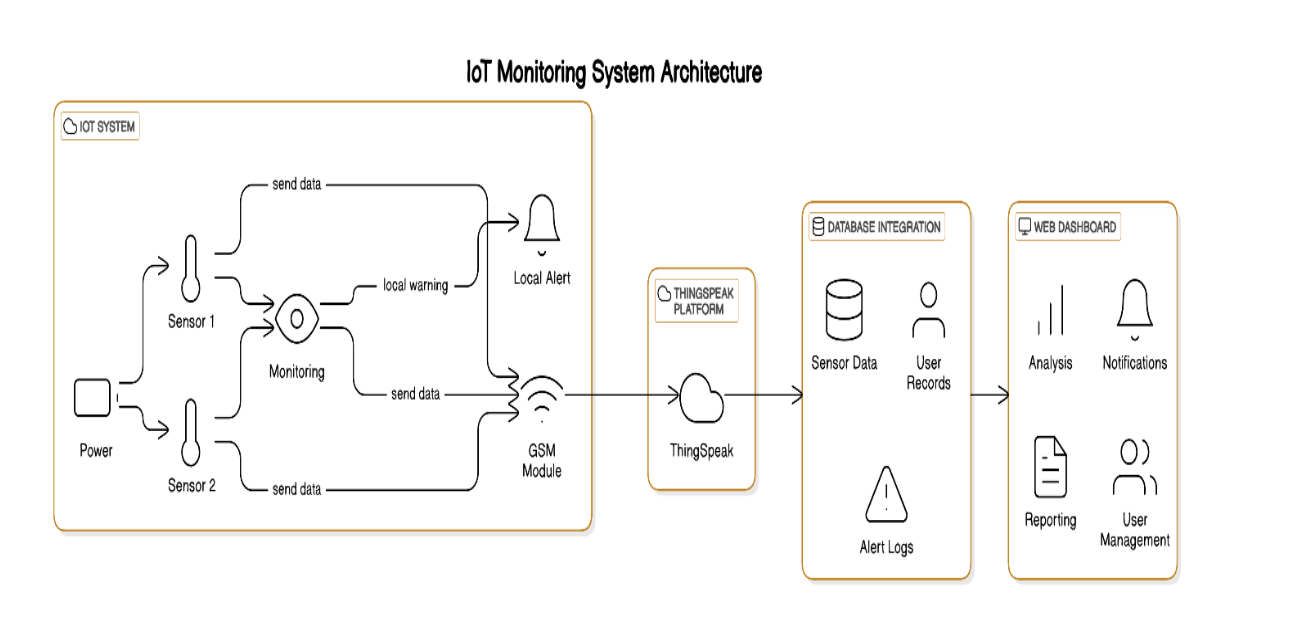 IoT Monitoring System Architecture
IOT SYSTEM
send data
Local Alert
local warning
Sensor 1
Monitoring
send data
Power
Sensor 2
send data
GSM
Module
THINGSPEAK
PLATFORM
ThingSpeak
DATABASE INTEGRATION
Sensor Data
User
Records
Alert Logs
WEB DASHBOARD
Analysis
Notifications
Reporting
User
Management